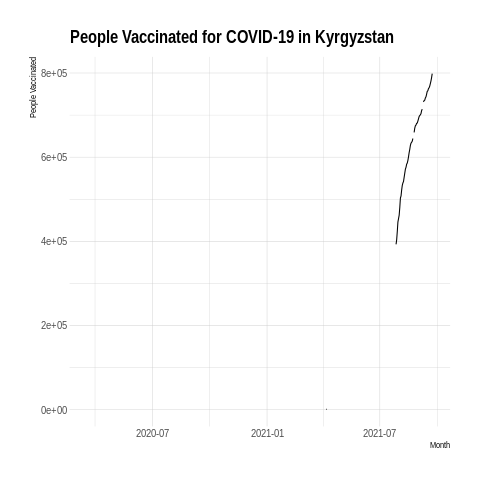 People Vaccinated for COVID-19 in Kyrgyzstan
People Vaccinated
8e+05
6e+05
4e+05
2e+05
0e+00
2020-07
2021-01
2021-07
Month